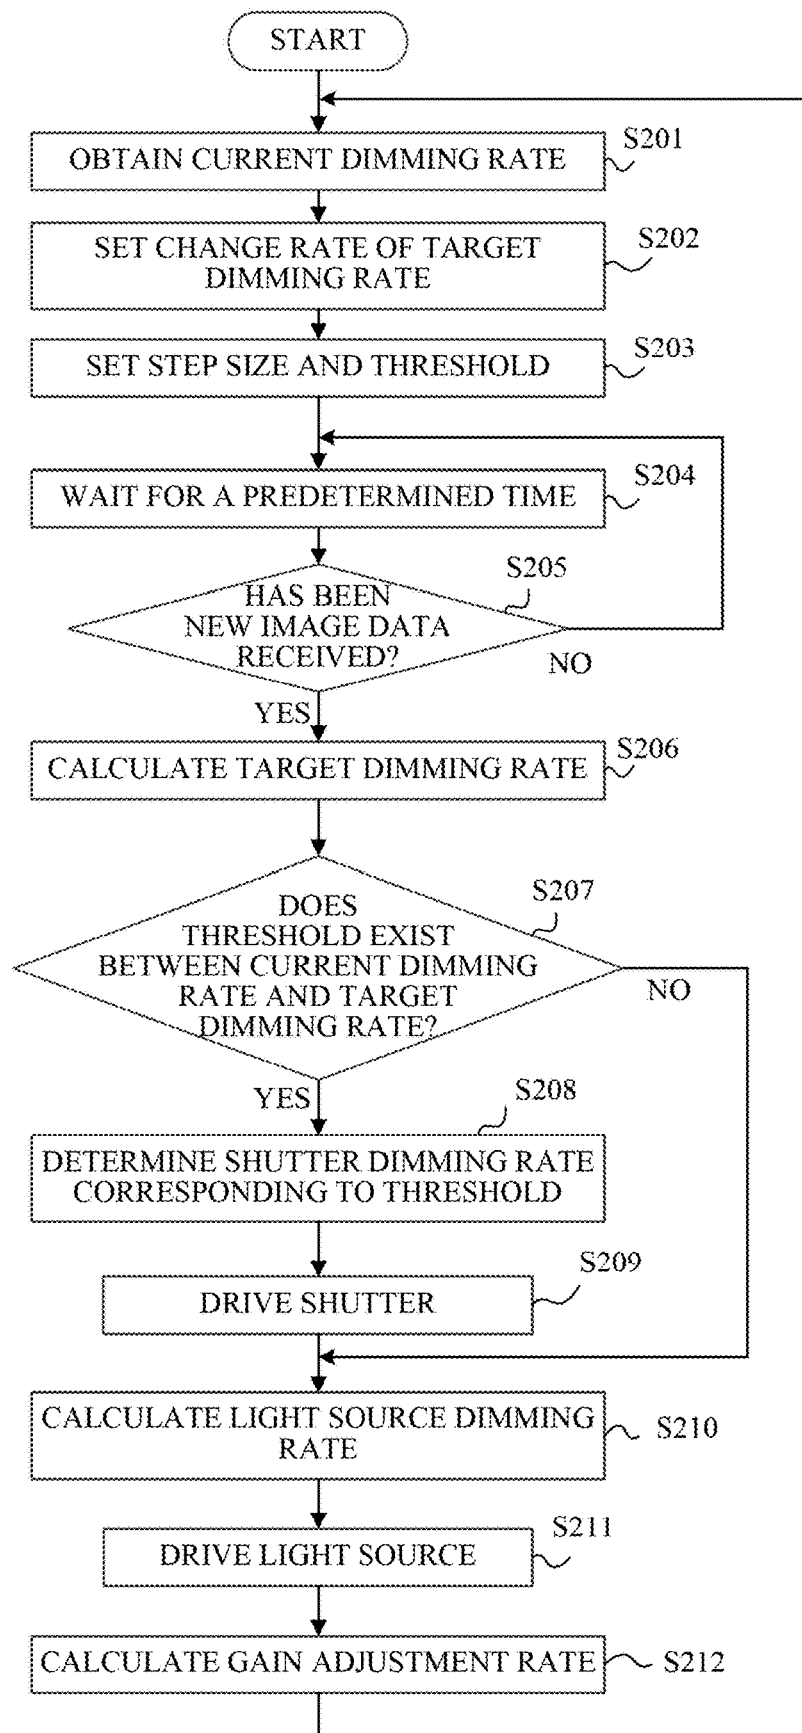 START
OBTAIN CURRENT DIMMING RATE
S201
SET CHANGE RATE OF TARGET
DIMMING RATE
S202
SET STEP SIZE AND THRESHOLD
S203
WAIT FOR A PREDETERMINED TIME
S204
HAS BEEN
NEW IMAGE DATA
RECEIVED?
S205
NO
YES
CALCULATE TARGET DIMMING RATE
S206
DOES
THRESHOLD EXIST
BETWEEN CURRENT DIMMING
RATE AND TARGET
DIMMING RATE?
S207
NO
YES
DETERMINE SHUTTER DIMMING RATE
CORRESPONDING TO THRESHOLD
S208
DRIVE SHUTTER
S209
CALCULATE LIGHT SOURCE DIMMING
RATE
S210
DRIVE LIGHT SOURCE
S211
CALCULATE GAIN ADJUSTMENT RATE
S212